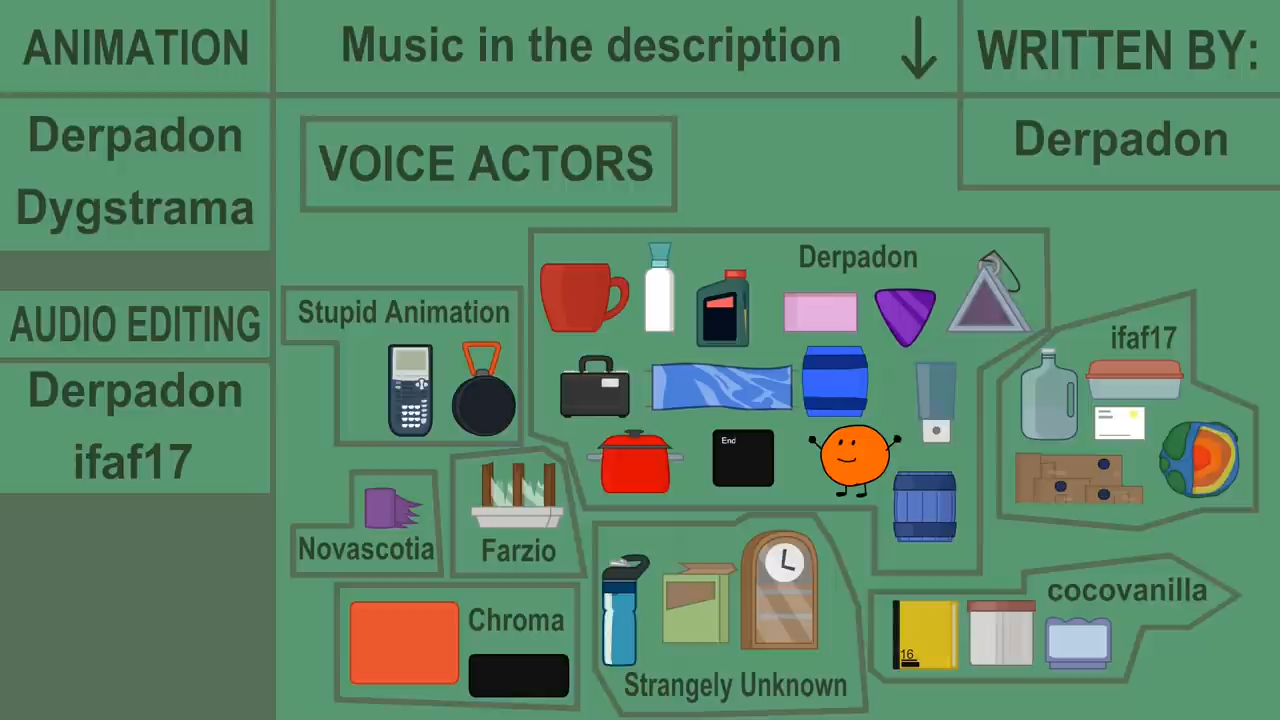 ANIMATION
Music in the description
WRITTEN BY:
Derpadon
Dygstrama
Derpadon
VOICE ACTORS
AUDIO EDITING
Derpadon
ifaf17
Derpadon
Stupid Animation
ifaf17
End
Novascotia
Farzio
Chroma
Strangely Unknown
cocovanilla
16